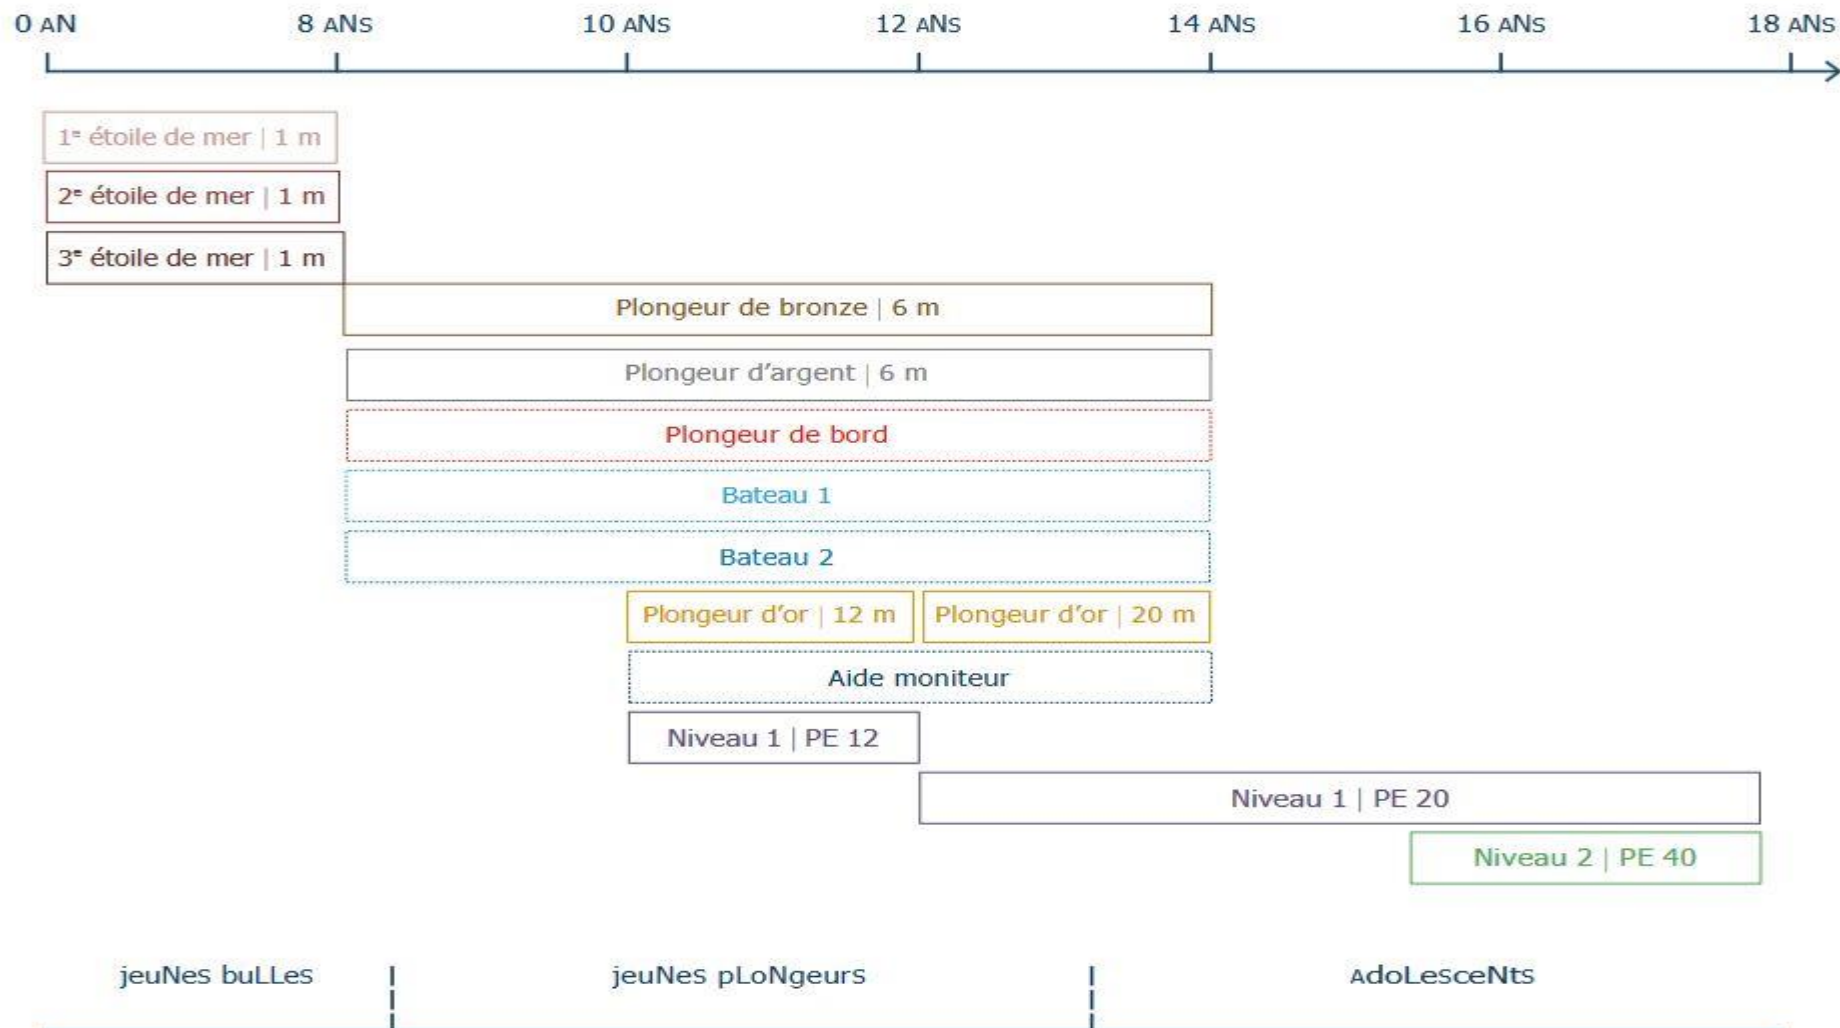 0 AN 8 ANs 10 ANs 12 ANs 14 ANs 16 ANs 18 ANs
1ᵉ étoile de mer | 1 m
2ᵉ étoile de mer | 1 m
3ᵉ étoile de mer | 1 m
Plongeur de bronze | 6 m
Plongeur d’argent | 6 m
Plongeur de bord
Bateau 1
Bateau 2
Plongeur d’or | 12 m Plongeur d’or | 20 m
Aide moniteur
Niveau 1 | PE 12
Niveau 1 | PE 20
Niveau 2 | PE 40
jeuNes buLLes jeuNes pLoNgeurs AdoLesceNts